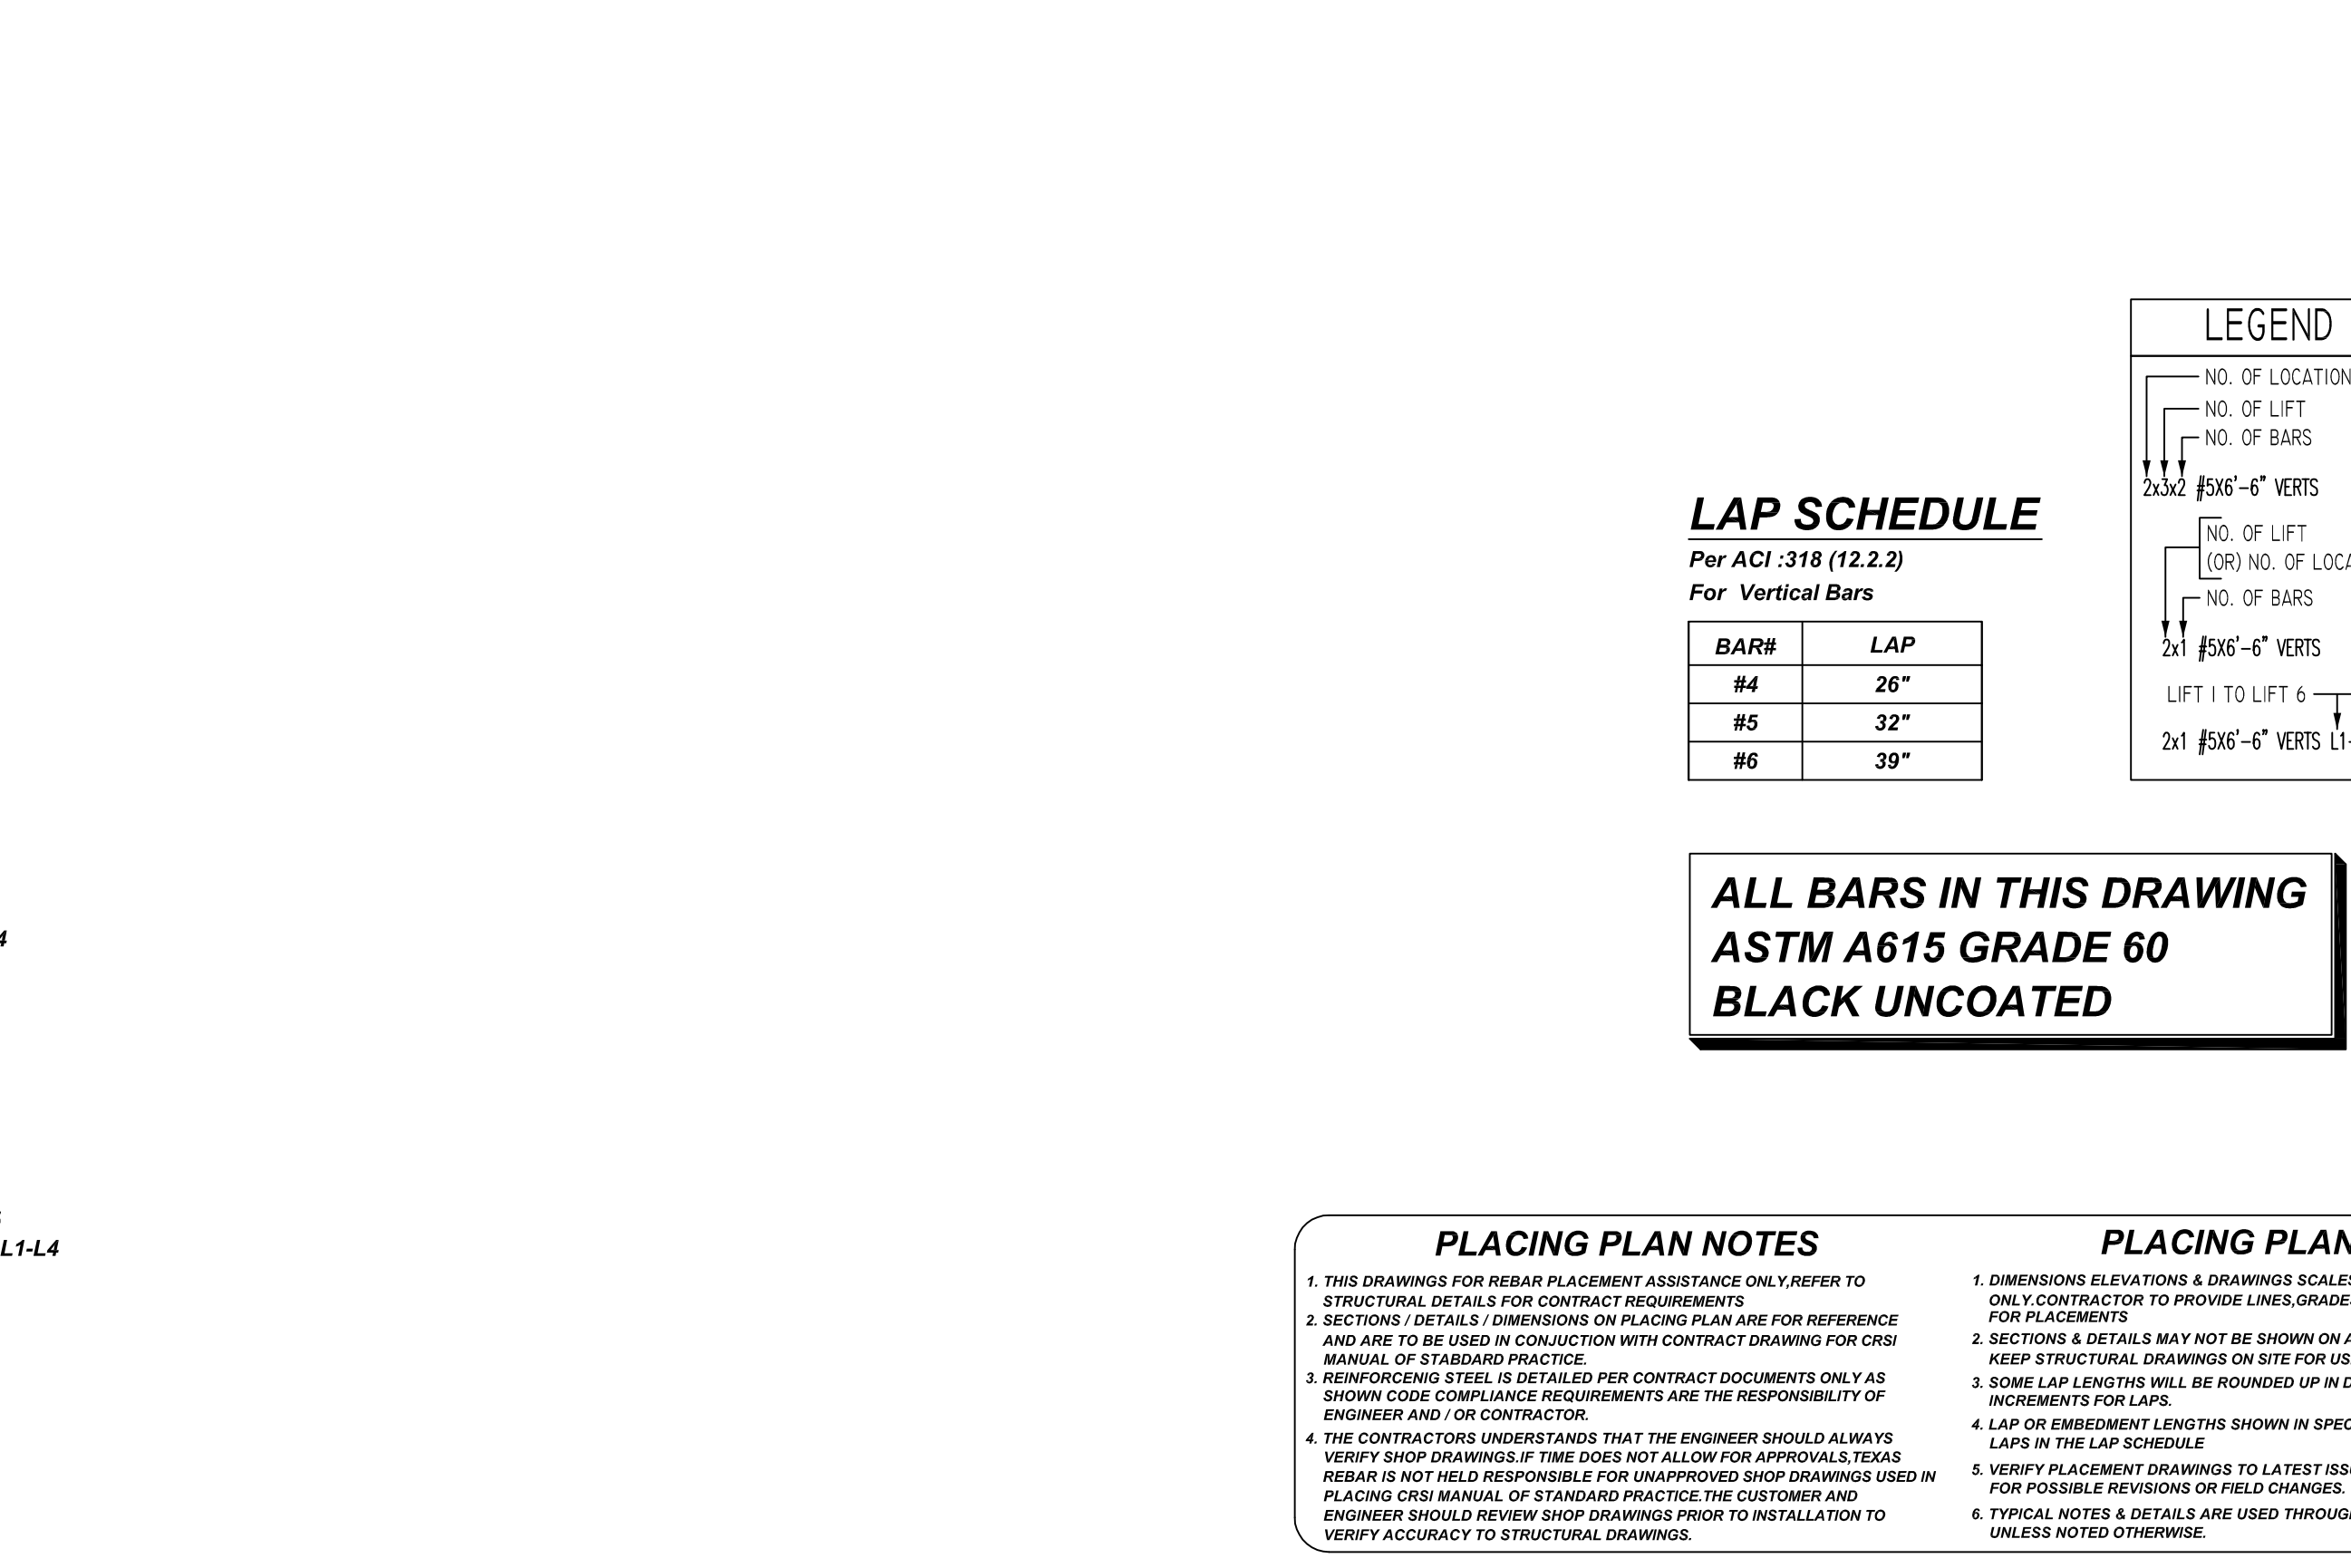 LEGEND
NO. OF LOCATION
NO. OF LIFT
NO. OF BARS
2x3x2 #5X6'-6" VERTS
NO. OF LIFT
(OR) NO. OF
NO. OF BARS
2x1 #5X6'-6" VERTS
LIFT 1 TO LIFT 6
2x1 #5X6'-6" VERTS L1-
LAP SCHEDULE
Per ACI :318 (12.2.2)
For Vertical Bars
BAR# LAP
#4 26"
#5 32"
#6 39"
ALL BARS IN THIS DRAWING
ASTM A615 GRADE 60
BLACK UNCOATED
4
L1-L4
PLACING PLAN NOTES
1. THIS DRAWINGS FOR REBAR PLACEMENT ASSISTANCE ONLY,REFER TO
STRUCTURAL DETAILS FOR CONTRACT REQUIREMENTS
2. SECTIONS / DETAILS / DIMENSIONS ON PLACING PLAN ARE FOR REFERENCE
AND ARE TO BE USED IN CONJUCTION WITH CONTRACT DRAWING FOR CRSI
MANUAL OF STABDARD PRACTICE.
3. REINFORCENIG STEEL IS DETAILED PER CONTRACT DOCUMENTS ONLY AS
SHOWN CODE COMPLIANCE REQUIREMENTS ARE THE RESPONSIBILITY OF
ENGINEER AND / OR CONTRACTOR.
4. THE CONTRACTORS UNDERSTANDS THAT THE ENGINEER SHOULD ALWAYS
VERIFY SHOP DRAWINGS.IF TIME DOES NOT ALLOW FOR APPROVALS,TEXAS
REBAR IS NOT HELD RESPONSIBLE FOR UNAPPROVED SHOP DRAWINGS USED IN
PLACING CRSI MANUAL OF STANDARD PRACTICE.THE CUSTOMER AND
ENGINEER SHOULD REVIEW SHOP DRAWINGS PRIOR TO INSTALLATION TO
VERIFY ACCURACY TO STRUCTURAL DRAWINGS.
PLACING PLAN
1. DIMENSIONS ELEVATIONS & DRAWINGS SCALES
ONLY.CONTRACTOR TO PROVIDE LINES,GRADES
FOR PLACEMENTS
2. SECTIONS & DETAILS MAY NOT BE SHOWN ON
KEEP STRUCTURAL DRAWINGS ON SITE FOR
3. SOME LAP LENGTHS WILL BE ROUNDED UP IN
INCREMENTS FOR LAPS.
4. LAP OR EMBEDMENT LENGTHS SHOWN IN
LAPS IN THE LAP SCHEDULE
5. VERIFY PLACEMENT DRAWINGS TO LATEST
FOR POSSIBLE REVISIONS OR FIELD CHANGES.
6. TYPICAL NOTES & DETAILS ARE USED
UNLESS NOTED OTHERWISE.